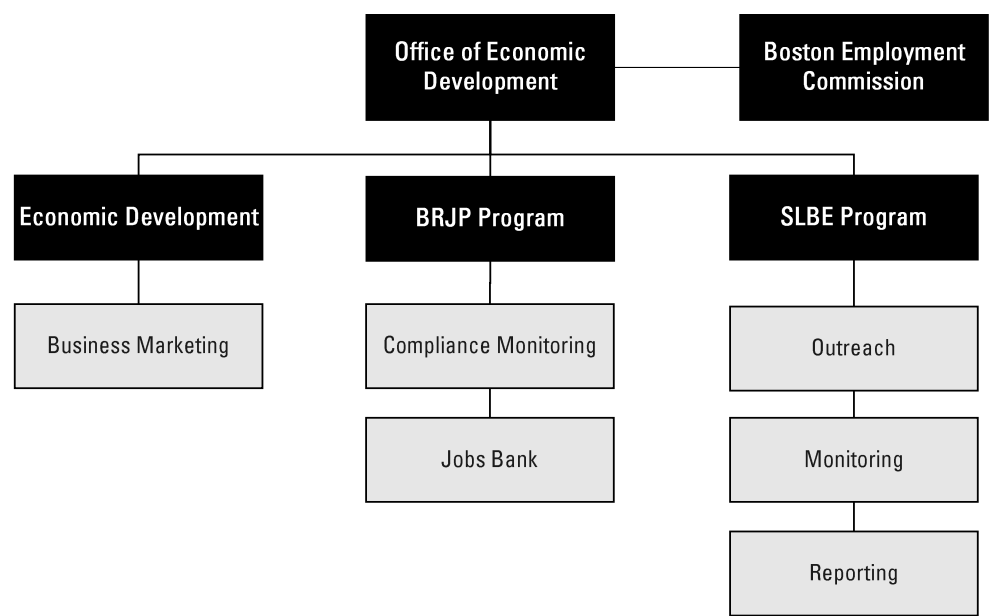 Office of Economic
Development
Boston Employment
Commission
Economic Development
BRJP Program
SLBE Program
Business Marketing
Compliance Monitoring
Outreach
Jobs Bank
Monitoring
Reporting